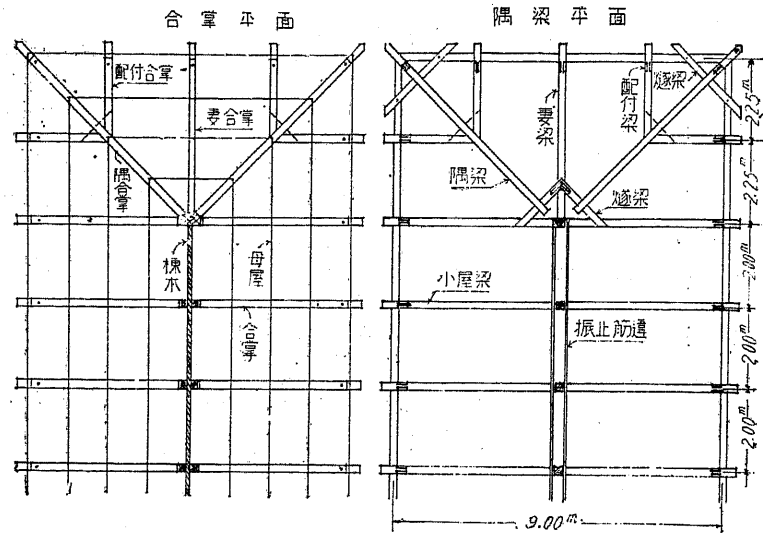 合掌平面
配付合掌
妻合掌
隅合掌
棟木
母屋
合掌
隅梁平面
燧梁
配付梁
妻梁
隅梁
燧梁
小屋梁
振止筋違
2.25m
2.25m
2.00m
2.00m
2.00m
9.00m